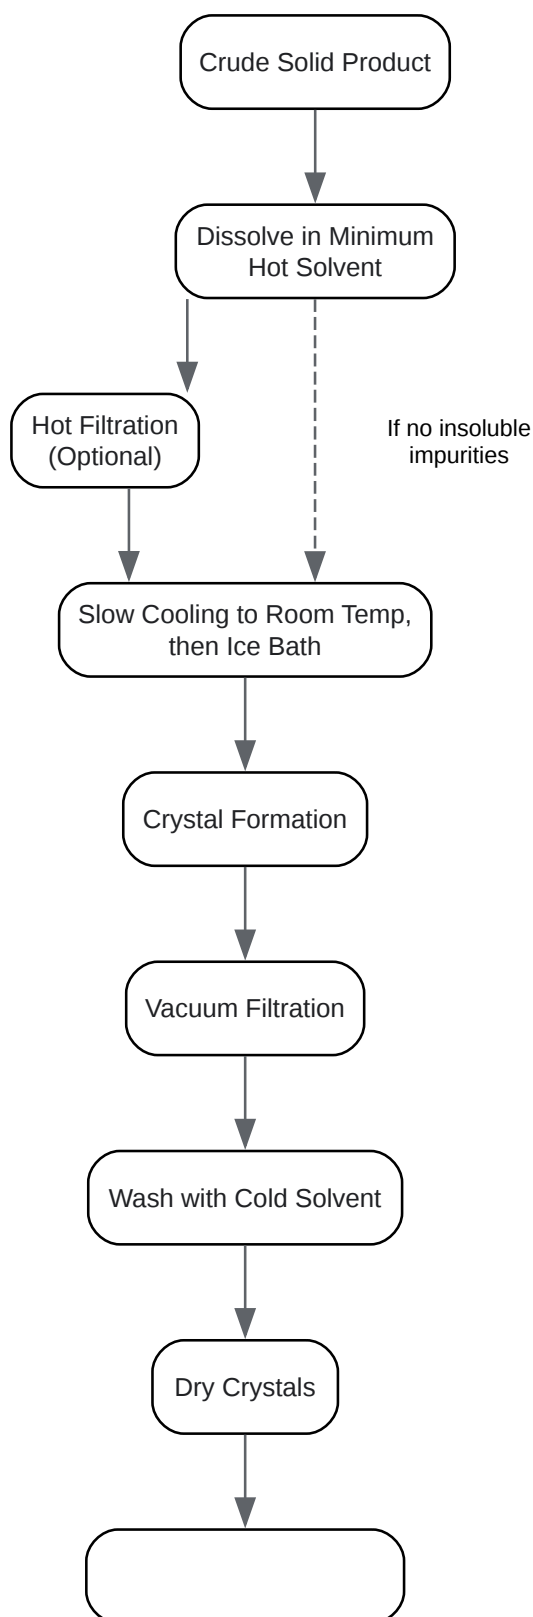 Crude Solid Product
Dissolve in Minimum
Hot Solvent
Hot Filtration
(Optional)
If no insoluble
impurities
Slow Cooling to Room Temp,
then Ice Bath
Crystal Formation
Vacuum Filtration
Wash with Cold Solvent
Dry Crystals